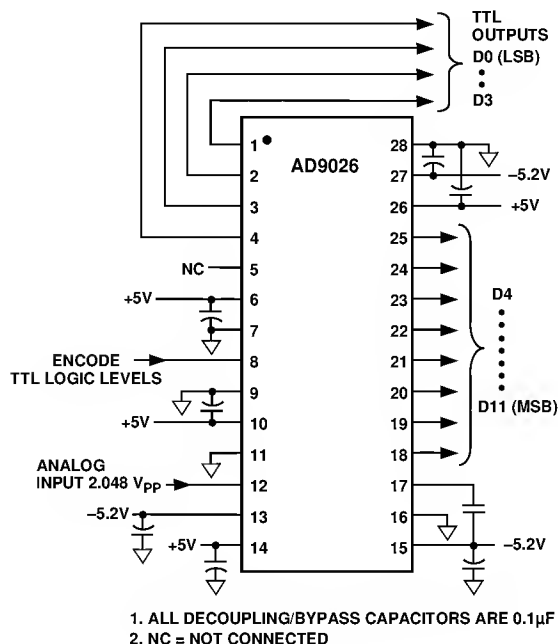 TTL
OUTPUTS
D0 (LSB)
D3
AD9026
1
2
3
4
NC
5
+5V
6
7
ENCODE
TTL LOGIC LEVELS
8
9
+5V
10
11
ANALOG
INPUT 2.048 VPP
12
−5.2V
13
+5V
14
28
27
−5.2V
26
+5V
25
24
23
22
21
20
19
18
D4
D11 (MSB)
17
16
15
−5.2V
1. ALL DECOUPLING/BYPASS CAPACITORS ARE 0.1µF
2. NC = NOT CONNECTED